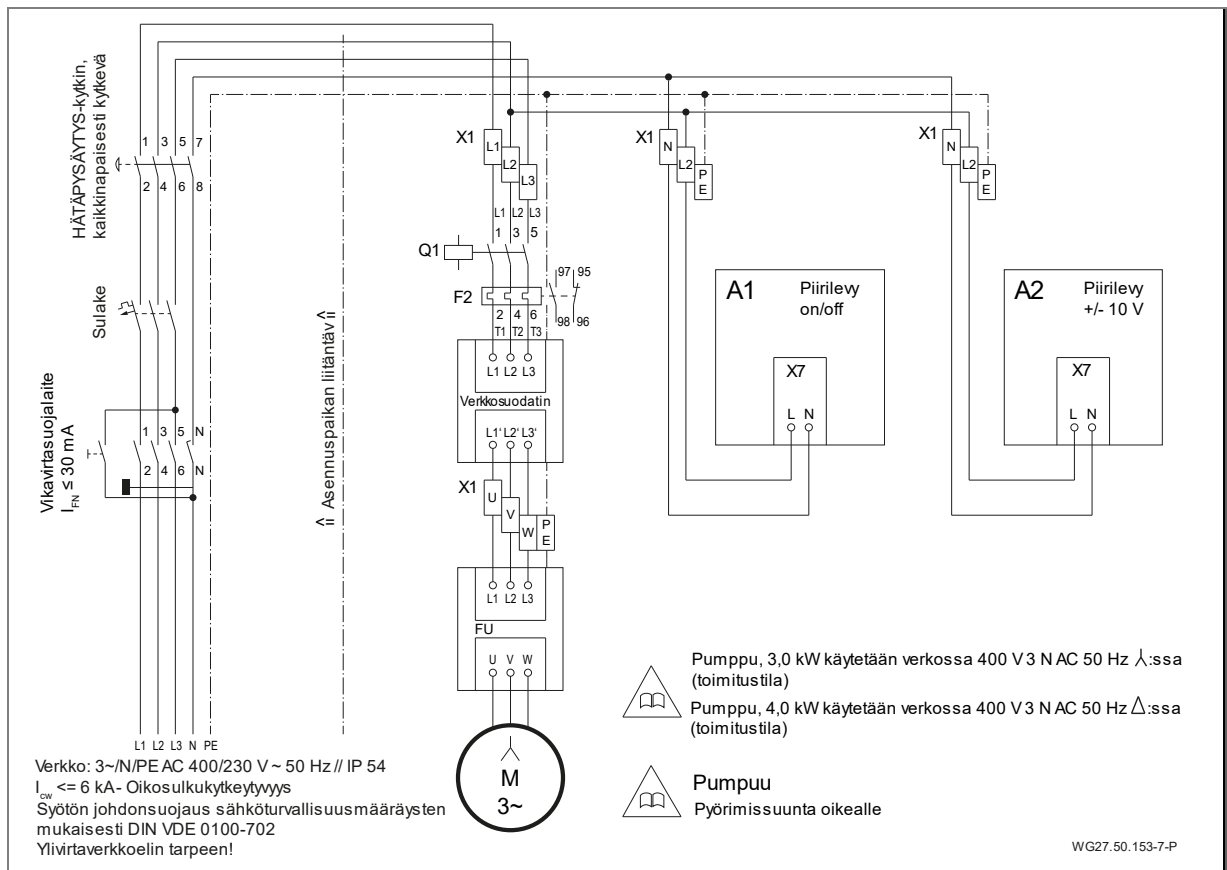 HÄTÄPYSÄYTYS-kytkin,
kaikkinapaisesti kytkevä
1 3 5 7
2 4 6 8
Sulake
Vikavirtasuojalaite
I_FN ≤ 30 mA
1 3 5 N
2 4 6 N
L1 L2 L3 N PE
îi Asennuspaikan liitäntäv îi
X1
L1
L2
L3
L1 L2 L3
1 3 5
Q1
97 95
F2
98 96
2 4 6
T1 T2 T3
L1 L2 L3
Verkkosuodatin
L1' L2' L3'
X1
U
V
W
PE
L1 L2 L3
FU
U V W
M
3~
X1
N
L2
PE
A1
Piirilevy
on/off
X7
L N
X1
N
L2
PE
A2
Piirilevy
+/- 10 V
X7
L N
Pumppu, 3,0 kW käytetään verkossa 400 V 3 N AC 50 Hz ⅄:ssa
(toimitustila)
Pumppu, 4,0 kW käytetään verkossa 400 V 3 N AC 50 Hz Δ:ssa
(toimitustila)
Pumpuu
Pyörimissuunta oikealle
Verkko: 3~/N/PE AC 400/230 V ~ 50 Hz // IP 54
I_cw <= 6 kA- Oikosulkukytkeytyvyys
Syötön johdonsuojaus sähköturvallisuusmääräysten
mukaisesti DIN VDE 0100-702
Ylivirtaverkkoelin tarpeen!
WG27.50.153-7-P